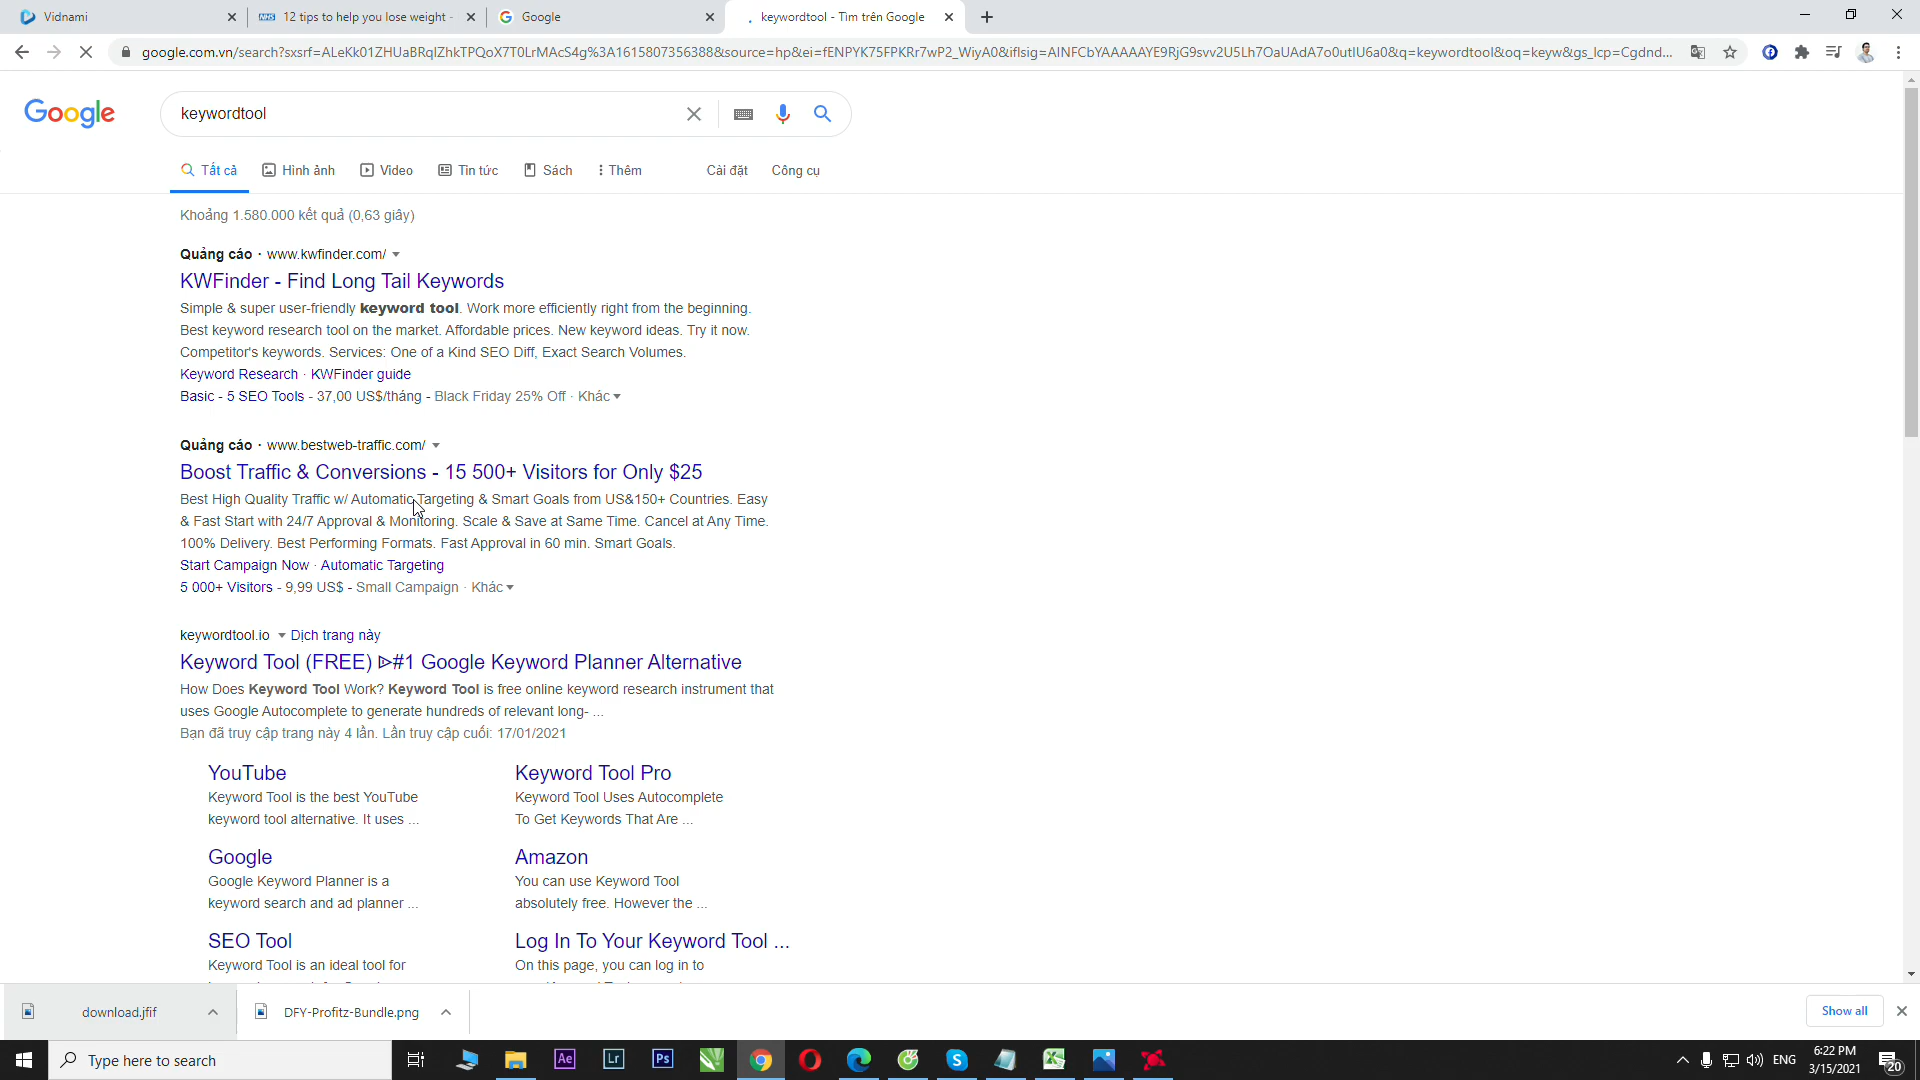 Vidnami
12 tips to help you lose weight -
Google
keywordtool - Tìm trên Google
google.com.vn/search?sxsrf=ALeKk01ZHUaBRqIZhkTPQoX7T0LrMAcS4g%3A1615807356388&source=hp&ei=fENPYK75FPKRr7wP2_WiyA0&iflsig=AINFCbYAAAAAYE9RjG9svv2U5Lh7OaUAdA7o0utlU6a0&q=keywordtool&oq=keyw&gs_lcp=Cgdnd...
Google
keywordtool
Tất cả
Hình ảnh
Video
Tin tức
Sách
Thêm
Cài đặt
Công cụ
Khoảng 1.580.000 kết quả (0,63 giây)
Quảng cáo · www.kwfinder.com/
KWFinder - Find Long Tail Keywords
Simple & super user-friendly keyword tool. Work more efficiently right from the beginning.
Best keyword research tool on the market. Affordable prices. New keyword ideas. Try it now.
Competitor's keywords. Services: One of a Kind SEO Diff, Exact Search Volumes.
Keyword Research · KWFinder guide
Basic - 5 SEO Tools - 37,00 US$/tháng - Black Friday 25% Off · Khác
Quảng cáo · www.bestweb-traffic.com/
Boost Traffic & Conversions - 15 500+ Visitors for Only $25
Best High Quality Traffic w/ Automatic Targeting & Smart Goals from US&150+ Countries. Easy
& Fast Start with 24/7 Approval & Monitoring. Scale & Save at Same Time. Cancel at Any Time.
100% Delivery. Best Performing Formats. Fast Approval in 60 min. Smart Goals.
Start Campaign Now · Automatic Targeting
5 000+ Visitors - 9,99 US$ - Small Campaign · Khác
keywordtool.io Dịch trang này
Keyword Tool (FREE) ᐈ#1 Google Keyword Planner Alternative
How Does Keyword Tool Work? Keyword Tool is free online keyword research instrument that
uses Google Autocomplete to generate hundreds of relevant long- ...
Bạn đã truy cập trang này 4 lần. Lần truy cập cuối: 17/01/2021
YouTube
Keyword Tool is the best YouTube
keyword tool alternative. It uses ...
Keyword Tool Pro
Keyword Tool Uses Autocomplete
To Get Keywords That Are ...
Google
Google Keyword Planner is a
keyword search and ad planner ...
Amazon
You can use Keyword Tool
absolutely free. However the ...
SEO Tool
Keyword Tool is an ideal tool for
Log In To Your Keyword Tool ...
On this page, you can log in to
download.jfif
DFY-Profitz-Bundle.png
Show all
Type here to search
Ae
Lr
Ps
ENG
6:22 PM
3/15/2021
20